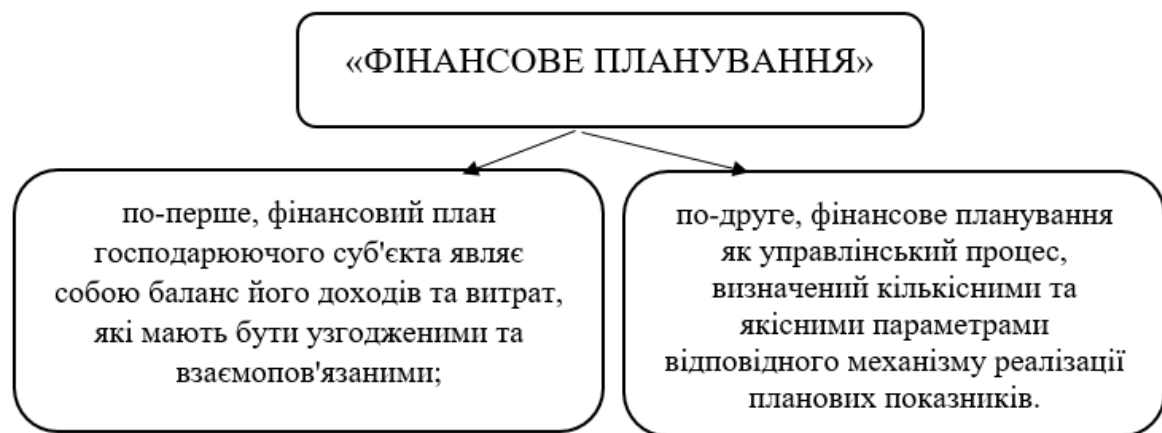 «ФІНАНСОВЕ ПЛАНУВАННЯ»
по-перше, фінансовий план
господарюючого суб'єкта являє
собою баланс його доходів та витрат,
які мають бути узгодженими та
взаємопов'язаними;
по-друге, фінансове планування
як управлінський процес,
визначений кількісними та
якісними параметрами
відповідного механізму реалізації
планових показників.